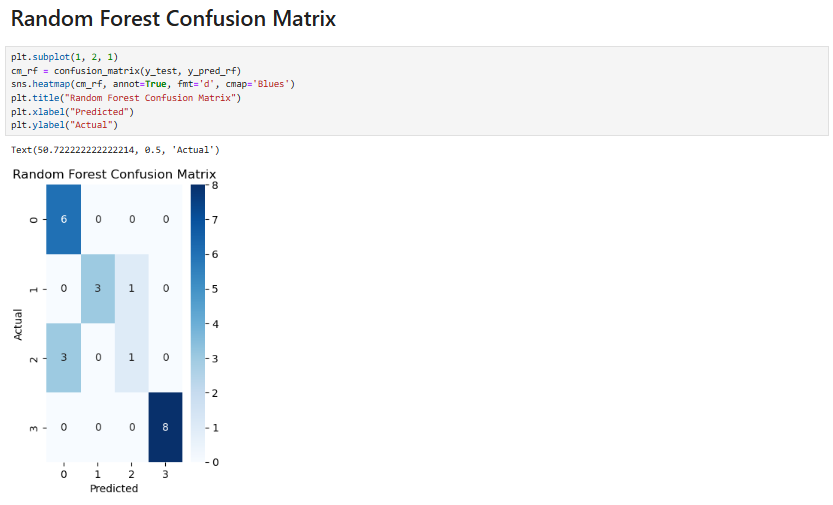 Random Forest Confusion Matrix
plt.subplot(1, 2, 1)
cm_rf = confusion_matrix(y_test, y_pred_rf)
sns.heatmap(cm_rf, annot=True, fmt='d', cmap='Blues')
plt.title("Random Forest Confusion Matrix")
plt.xlabel("Predicted")
plt.ylabel("Actual")
Text(50.722222222222214, 0.5, 'Actual')
Random Forest Confusion Matrix
0 6 0 0 0
1 0 3 1 0
2 3 0 1 0
3 0 0 0 8
0 1 2 3
Predicted
Actual
8
7
6
5
4
3
2
1
0